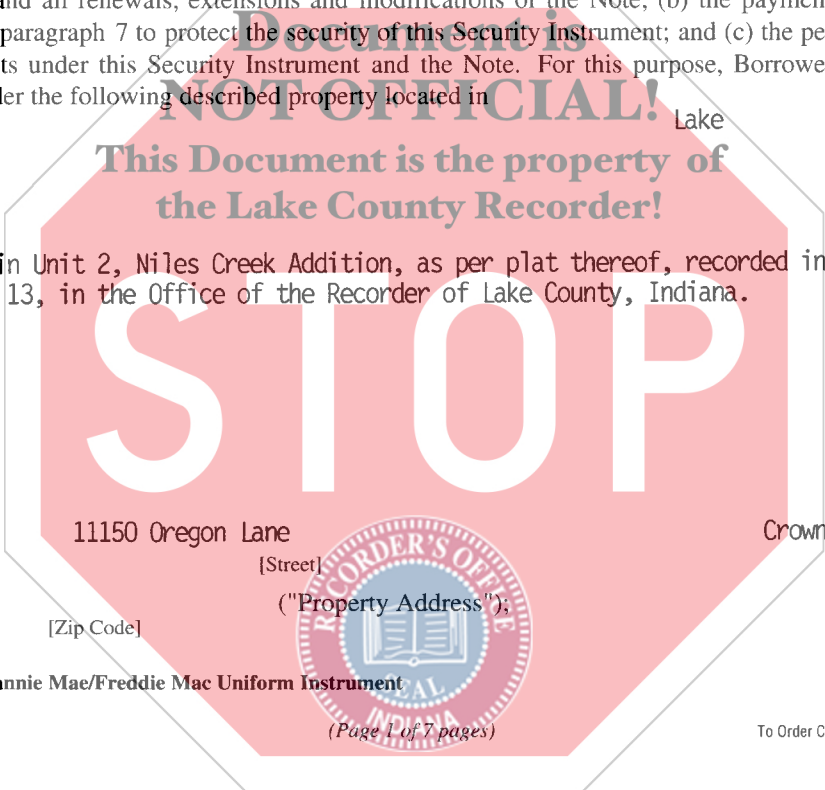 and all renewals, extensions and modifications of the Note; (b) the paymen
paragraph 7 to protect the security of this Security Instrument; and (c) the pe
ts under this Security Instrument and the Note. For this purpose, Borrowe
er the following described property located in
Lake
Document is
NOT OFFICIAL!
This Document is the property of
the Lake County Recorder!
in Unit 2, Niles Creek Addition, as per plat thereof, recorded in
13, in the Office of the Recorder of Lake County, Indiana.
STOP
11150 Oregon Lane Crown
[Street]
("Property Address");
[Zip Code]
RECORDER'S OFFICE
SEAL
INDIANA
annie Mae/Freddie Mac Uniform Instrument
(Page 1 of 7 pages) To Order C